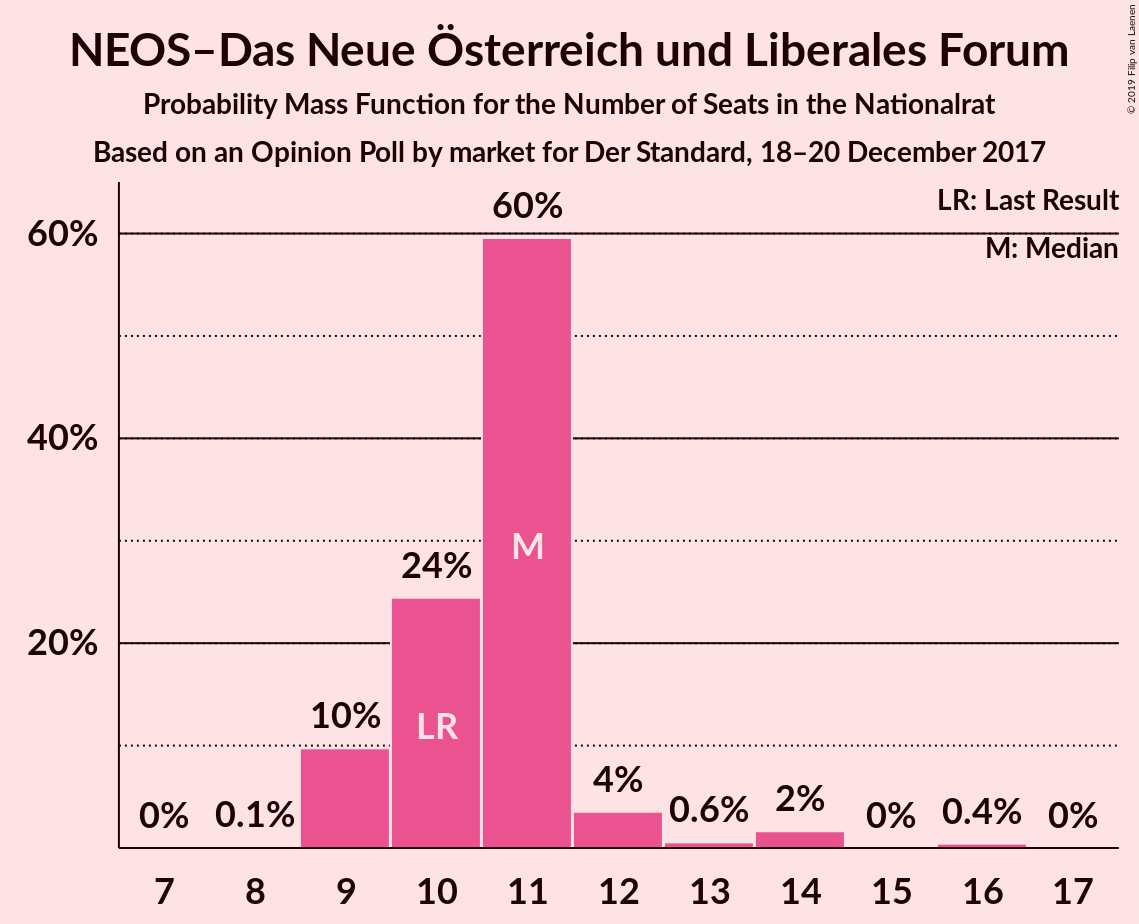 NEOS–Das Neue Österreich und Liberales Forum
Probability Mass Function for the Number of Seats in the Nationalrat
Based on an Opinion Poll by market for Der Standard, 18–20 December 2017
© 2019 Filip van Laenen
LR: Last Result
M: Median
60%
40%
20%
0%
0.1%
10%
24%
60%
4%
0.6%
2%
0%
0.4%
0%
LR
M
7 8 9 10 11 12 13 14 15 16 17